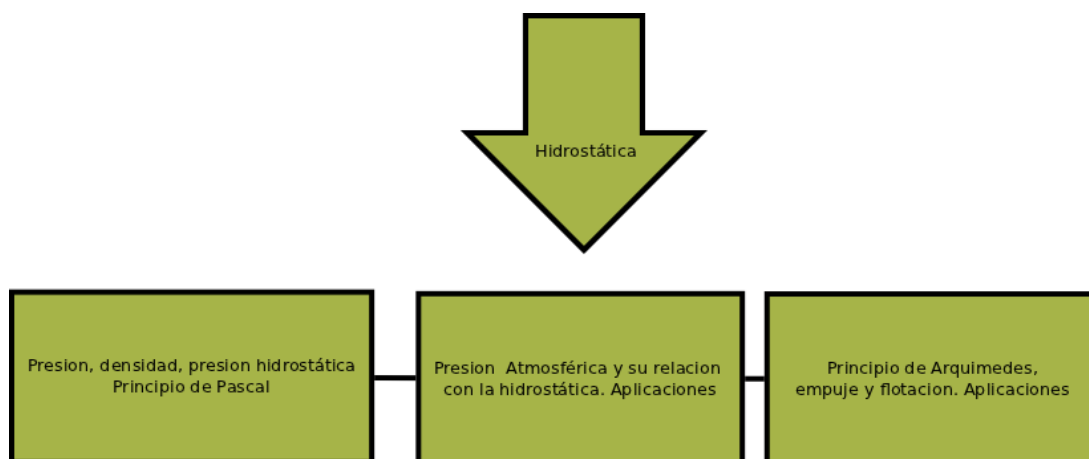 Hidrostática
Presion, densidad, presion hidrostática
Principio de Pascal
Presion Atmosférica y su relacion
con la hidrostática. Aplicaciones
Principio de Arquimedes,
empuje y flotacion. Aplicaciones